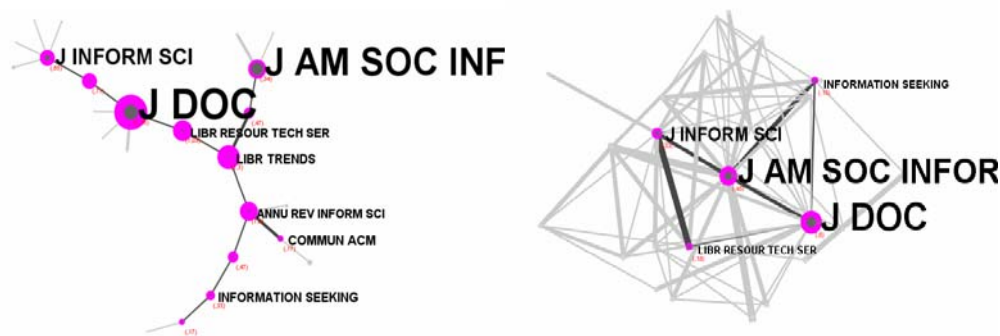 J INFORM SCI
J AM SOC INF
J DOC
LIBR RESOUR TECH SER
LIBR TRENDS
ANNU REV INFORM SCI
COMMUN ACM
INFORMATION SEEKING
INFORMATION SEEKING
J INFORM SCI
J AM SOC INFOR
J DOC
LIBR RESOUR TECH SER